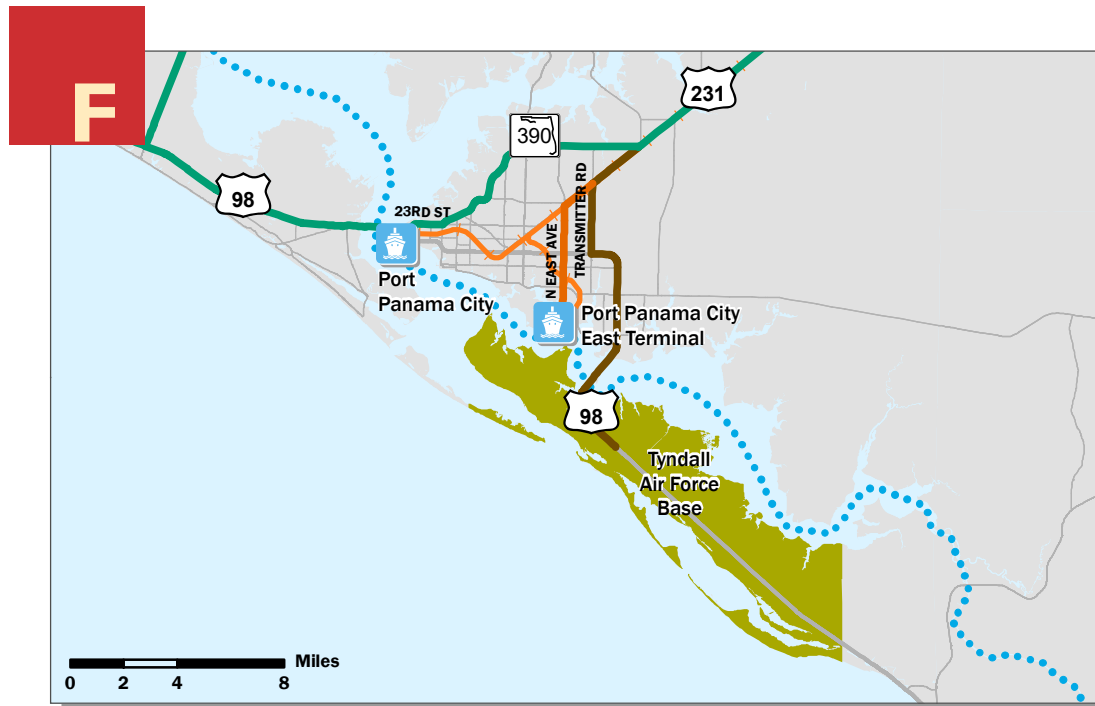 F
231
390
98
23RD ST
N EAST AVE
TRANSMITTER RD
Port
Panama City
Port Panama City
East Terminal
98
Tyndall
Air Force
Base
Miles
0 2 4 8